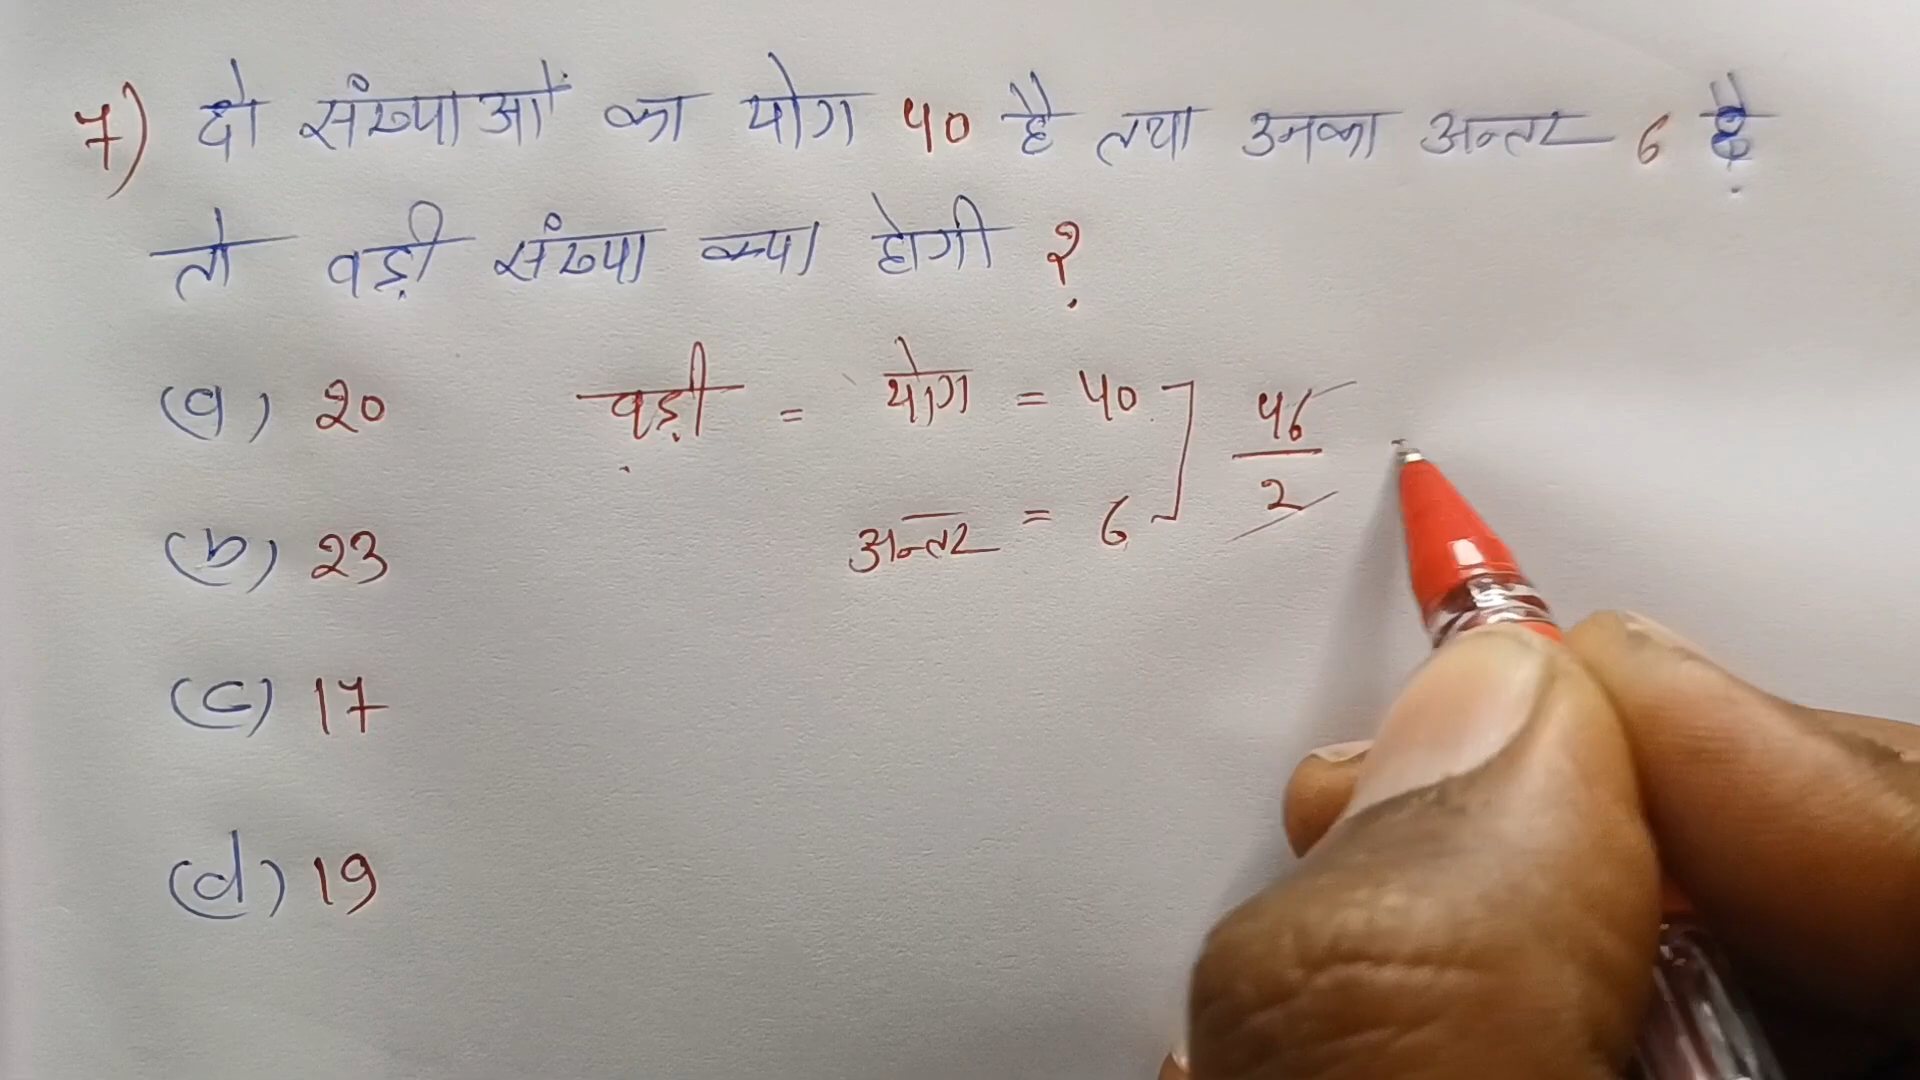 7) दो संख्याओं का योग 40 है तथा उनका अन्तर 6 है
तो बड़ी संख्या क्या होगी ?
(a) 20
बड़ी = योग = 40 ] 46/2
अन्तर = 6
(b) 23
(c) 17
(d) 19